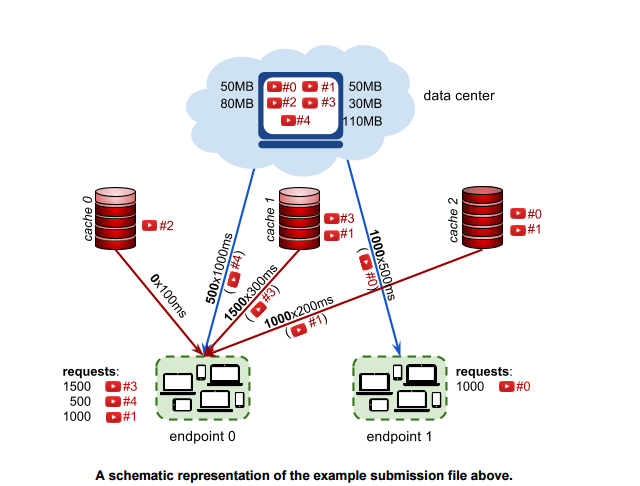 50MB #0 #1 50MB
80MB #2 #3 30MB
#4 110MB
data center
cache 0
#2
cache 1
#3
#1
cache 2
#0
#1
0x100ms
500x1000ms
( #4)
1500x300ms
( #3)
1000x200ms
( #1)
1000x500ms
( #0)
requests:
1500 #3
500 #4
1000 #1
endpoint 0
requests:
1000 #0
endpoint 1
A schematic representation of the example submission file above.